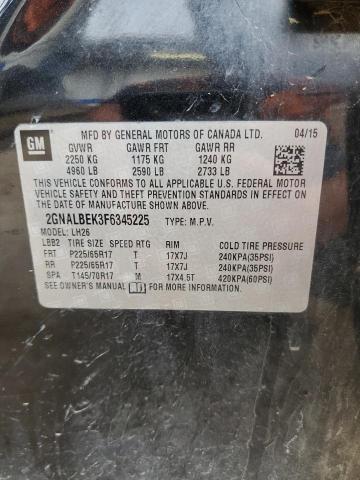 GM
MFD BY GENERAL MOTORS OF CANADA LTD. 04/15
GVWR GAWR FRT GAWR RR
2250 KG 1175 KG 1240 KG
4960 LB 2590 LB 2733 LB
THIS VEHICLE CONFORMS TO ALL APPLICABLE U.S. FEDERAL MOTOR
VEHICLE SAFETY AND THEFT PREVENTION STANDARDS IN EFFECT ON
THE DATE OF MANUFACTURE SHOWN ABOVE.
2GNALBEK3F6345225 TYPE: M.P.V.
MODEL: LH26
LBB2 TIRE SIZE SPEED RTG RIM COLD TIRE PRESSURE
FRT P225/65R17 T 17X7J 240KPA(35PSI)
RR P225/65R17 T 17X7J 240KPA(35PSI)
SPA T145/70R17 M 17X4.5T 420KPA(60PSI)
SEE OWNER'S MANUAL FOR MORE INFORMATION.